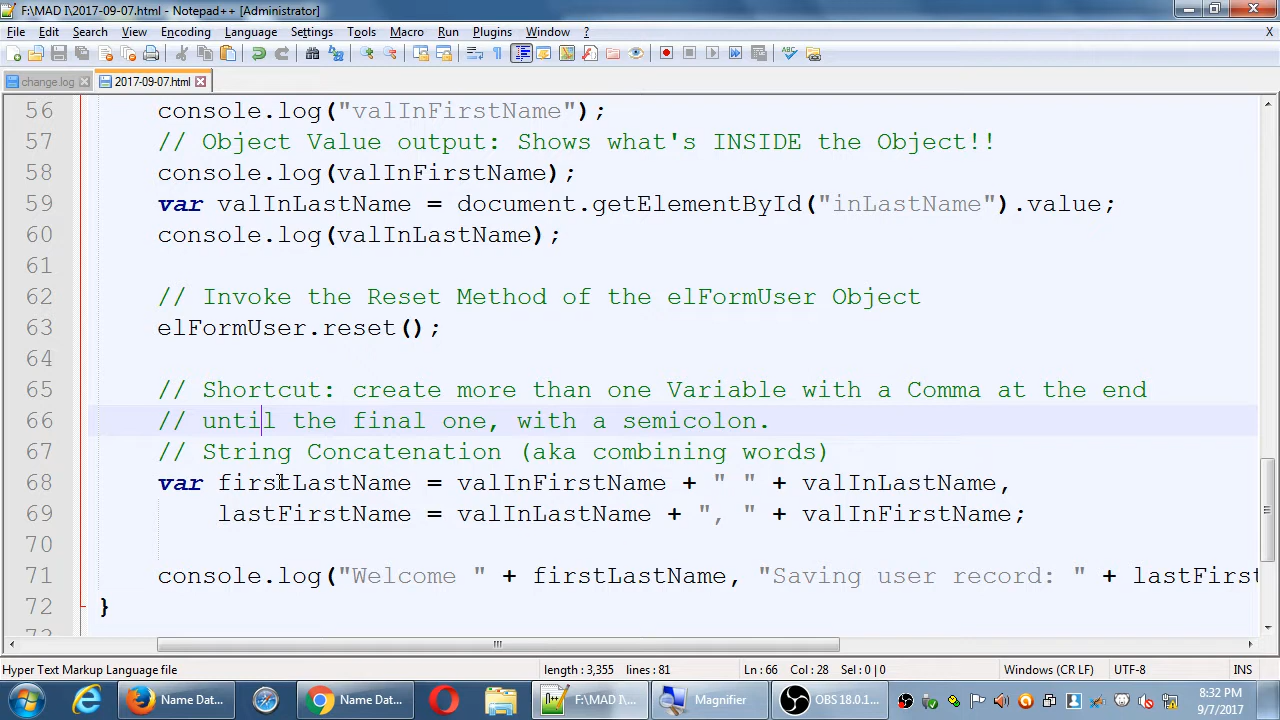 F:\MAD I\2017-09-07.html - Notepad++ [Administrator]
File Edit Search View Encoding Language Settings Tools Macro Run Plugins Window ? X
change.log 2017-09-07.html
56 console.log("valInFirstName");
57 // Object Value output: Shows what's INSIDE the Object!!
58 console.log(valInFirstName);
59 var valInLastName = document.getElementById("inLastName").value;
60 console.log(valInLastName);
61
62 // Invoke the Reset Method of the elFormUser Object
63 elFormUser.reset();
64
65 // Shortcut: create more than one Variable with a Comma at the end
66 // until the final one, with a semicolon.
67 // String Concatenation (aka combining words)
68 var firstLastName = valInFirstName + " " + valInLastName,
69 lastFirstName = valInLastName + ", " + valInFirstName;
70
71 console.log("Welcome " + firstLastName, "Saving user record: " + lastFirst
72 }
73
Hyper Text Markup Language file length : 3,355 lines : 81 Ln : 66 Col : 28 Sel : 0 | 0 Windows (CR LF) UTF-8 INS
Name Dat... Name Dat... F:\MAD I\... Magnifier OBS 18.0.1... 8:32 PM
9/7/2017